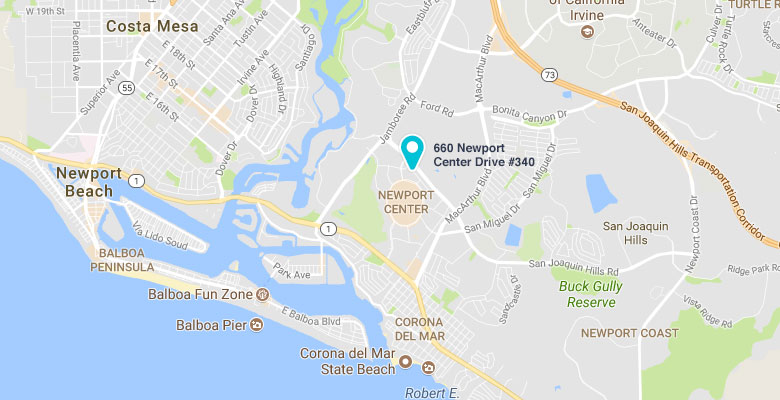 W 19th St
Costa Mesa
Placentia Ave
Superior Ave
E 18th St
E 17th St
E 16th St
Santa Ana Ave
Tustin Ave
Irvine Ave
Highland Dr
Dover Dr
Santiago
Dover Dr
55
Eastbluff
Jamboree Rd
Ford Rd
MacArthur Blvd
Bonita Canyon Dr
of California
Irvine
Anteater Dr
Turtle Rock Dr
TURTLE R
73
San Joaquin Hills Transportation Corridor
660 Newport
Center Drive #340
NEWPORT
CENTER
MacArthur Blvd
San Miguel Dr
San Miguel Dr
Newport
Beach
1
1
Via Lido Soud
BALBOA
PENINSULA
Park Ave
Balboa Fun Zone
E Balboa Blvd
Balboa Pier
San Joaquin
Hills
San Joaquin Hills Rd
Newport Coast Dr
Ridge Park Ro
Buck Gully
Reserve
Vista Ridge Rd
NEWPORT COAST
CORONA
DEL MAR
Corona del Mar
State Beach
Robert E.